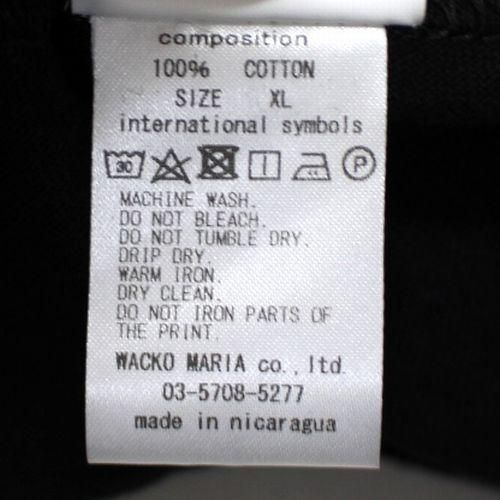 composition
100% COTTON
SIZE XL
international symbols
30 P
MACHINE WASH.
DO NOT BLEACH.
DO NOT TUMBLE DRY.
DRIP DRY.
WARM IRON.
DRY CLEAN.
DO NOT IRON PARTS OF
THE PRINT.
WACKO MARIA co.,ltd.
03-5708-5277
made in nicaragua